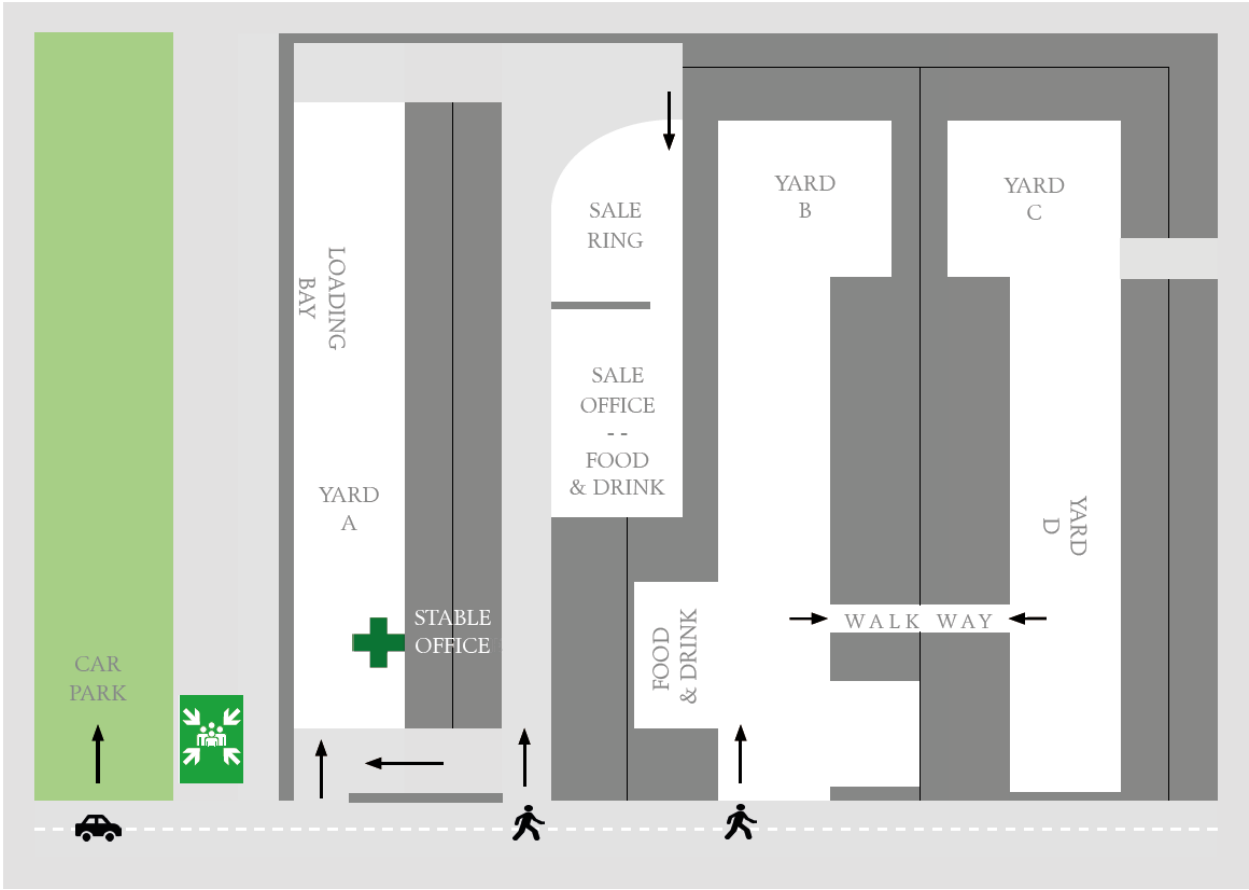 YARD
B
YARD
C
SALE
RING
LOADING
BAY
SALE
OFFICE
--
FOOD
& DRINK
YARD
A
YARD
D
STABLE
OFFICE
FOOD
& DRINK
WALK WAY
CAR
PARK